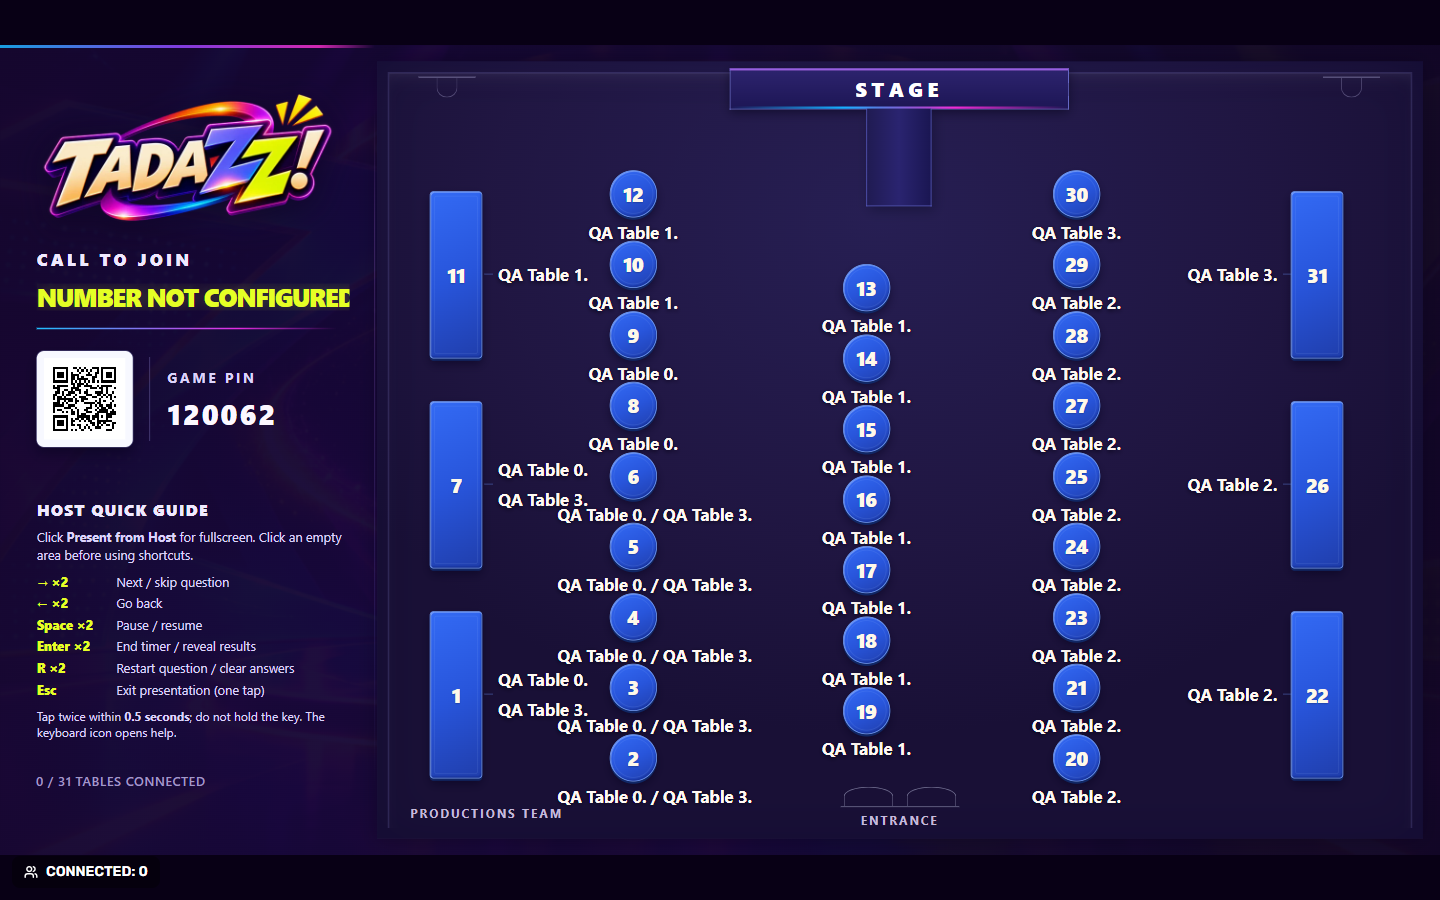 TADAZZ!
CALL TO JOIN
NUMBER NOT CONFIGURED
GAME PIN
120062
HOST QUICK GUIDE
Click Present from Host for fullscreen. Click an empty
area before using shortcuts.
→ ×2 Next / skip question
← ×2 Go back
Space ×2 Pause / resume
Enter ×2 End timer / reveal results
R ×2 Restart question / clear answers
Esc Exit presentation (one tap)
Tap twice within 0.5 seconds; do not hold the key. The
keyboard icon opens help.
0 / 31 TABLES CONNECTED
STAGE
11
QA Table 1.
7
QA Table 0.
QA Table 3.
1
QA Table 0.
QA Table 3.
12
QA Table 1.
10
QA Table 1.
9
QA Table 0.
8
QA Table 0.
6
QA Table 0. / QA Table 3.
5
QA Table 0. / QA Table 3.
4
QA Table 0. / QA Table 3.
3
QA Table 0. / QA Table 3.
2
QA Table 0. / QA Table 3.
13
QA Table 1.
14
QA Table 1.
15
QA Table 1.
16
QA Table 1.
17
QA Table 1.
18
QA Table 1.
19
QA Table 1.
30
QA Table 3.
29
QA Table 2.
28
QA Table 2.
27
QA Table 2.
25
QA Table 2.
24
QA Table 2.
23
QA Table 2.
21
QA Table 2.
20
QA Table 2.
QA Table 3.
31
QA Table 2.
26
QA Table 2.
22
PRODUCTIONS TEAM
ENTRANCE
CONNECTED: 0